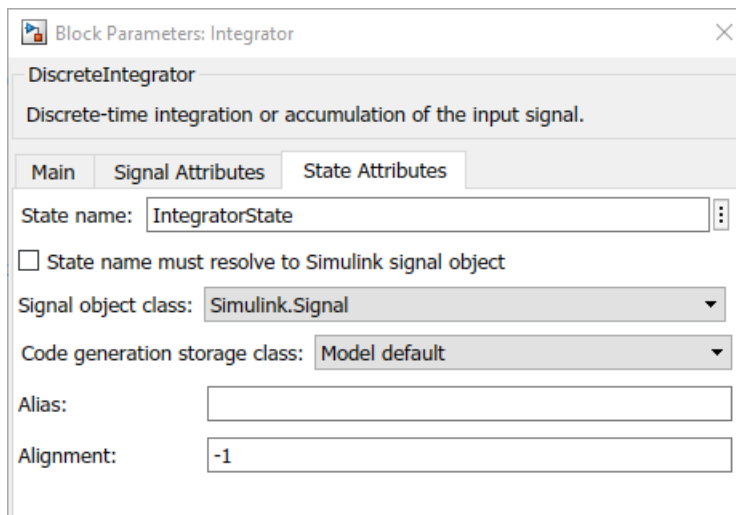 Block Parameters: Integrator
DiscreteIntegrator
Discrete-time integration or accumulation of the input signal.
Main Signal Attributes State Attributes
State name: IntegratorState
State name must resolve to Simulink signal object
Signal object class: Simulink.Signal
Code generation storage class: Model default
Alias:
Alignment: -1